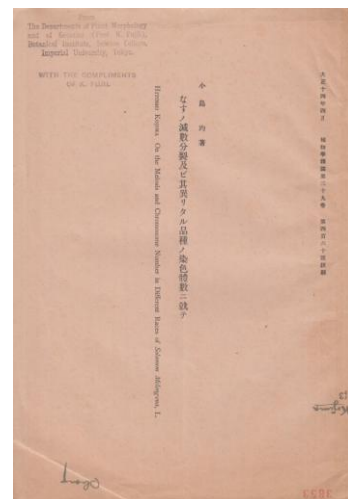 From
The Department of Plant-Morphology
and of Genetics (Prof. K. Fujii),
Botanical Institute, Science College,
Imperial University, Tokyo.
WITH THE COMPLIMENTS
OF K. FUJII.
大正十四年四月 植物學雜誌第三十九卷 第四百六十號拔刷
小島均著
なすノ減數分裂及ビ其異リタル品種ノ染色體數ニ就テ
Hitoshi Kojima: On the Meiosis and Chromosome Number in Different Races of Solanum Melongena, L.